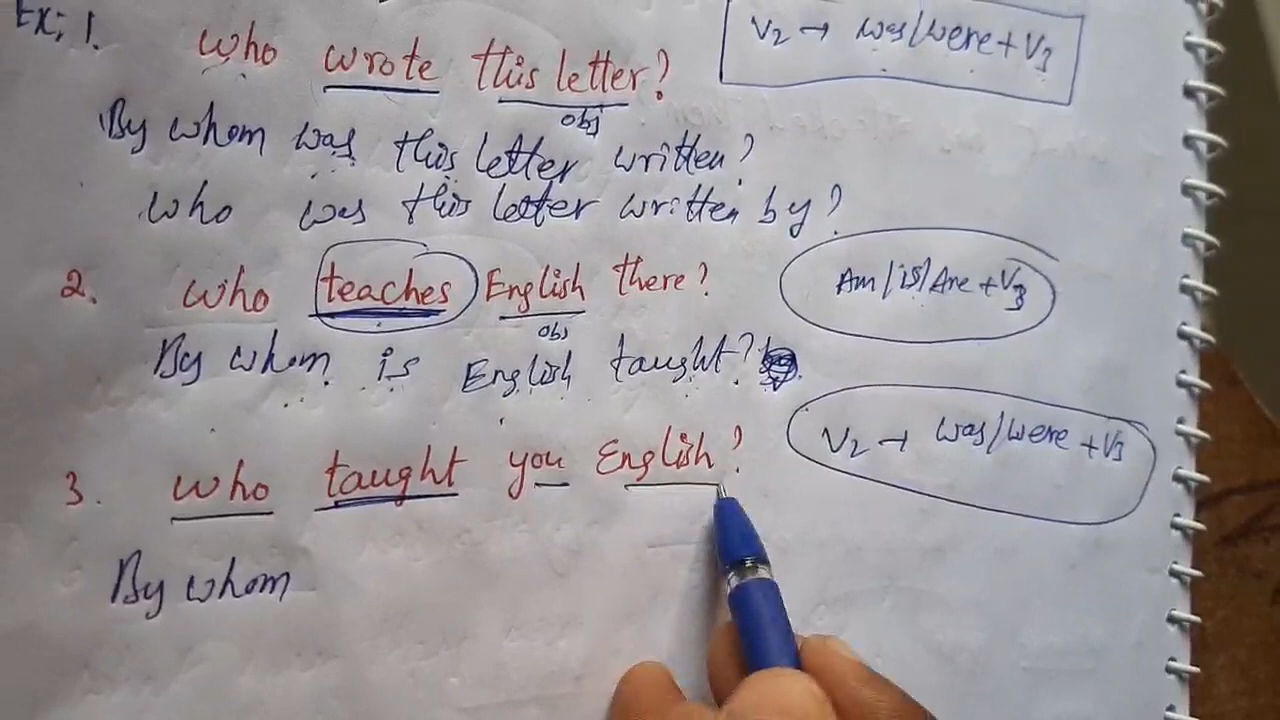 Ex; 1.
Who wrote this letter?
V2 → was/were + V3
obj
By whom was this letter written?
who was this letter written by?
2. Who teaches English there?
Am/is/Are + V3
obj
By whom is English taught?
3. Who taught you English?
V2 → was/were + V3
By whom